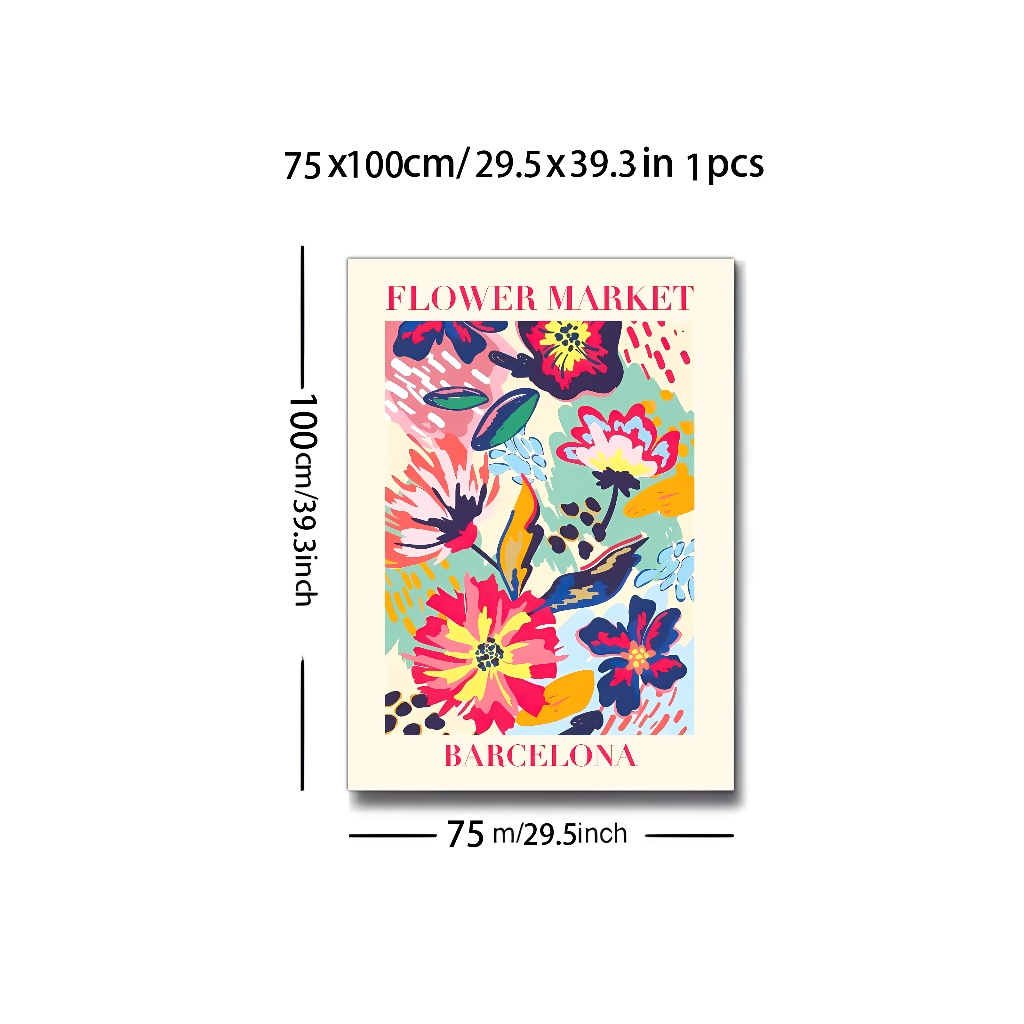 75x100cm/ 29.5x39.3in 1pcs
FLOWER MARKET
100cm/39.3inch
BARCELONA
75 m/29.5inch